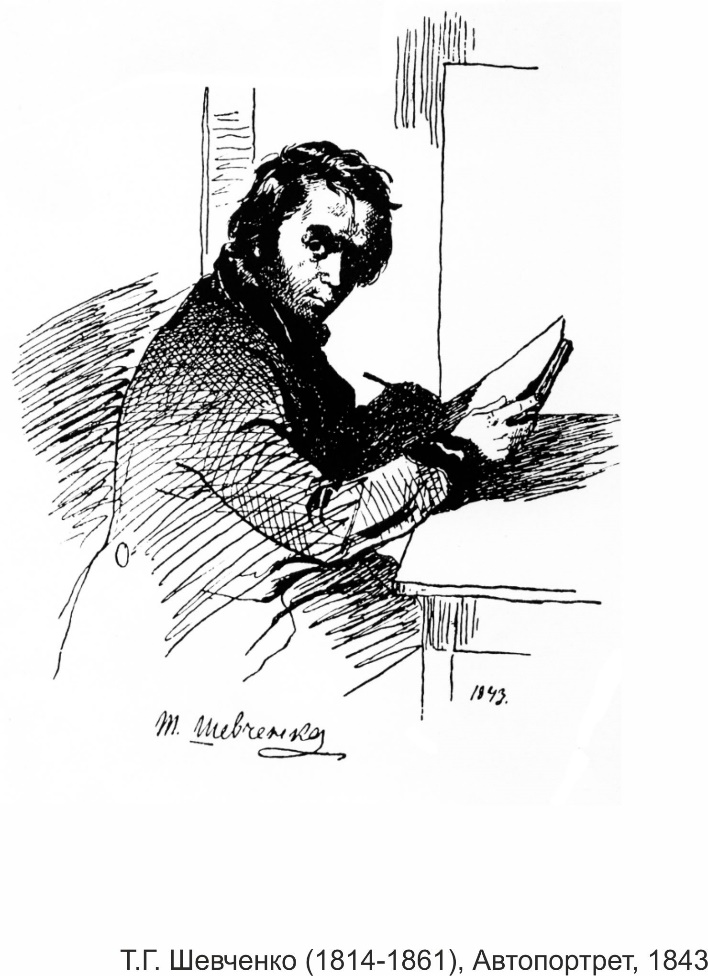 1843.
Т. Шевченко
Т.Г. Шевченко (1814-1861), Автопортрет, 1843